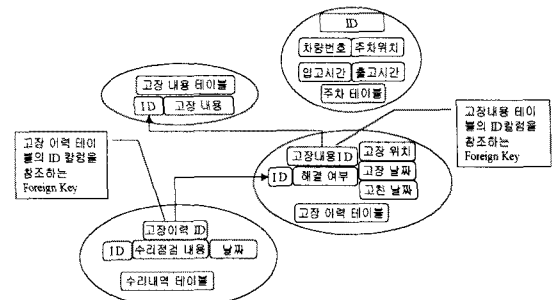 ID
차량번호 주차위치
입고시간 출고시간
주차 테이블
고장 내용 테이블
ID 고장 내용
고장내용 테이
블의 ID칼럼을
참조하는
Foreign Key
고장 이력 테이
블의 ID 칼럼을
참조하는
Foreign Key
고장내용ID 고장 위치
ID 해결 여부 고장 날짜
고친 날짜
고장 이력 테이블
고장이력 ID
ID 수리점검 내용 날짜
수리내역 테이블